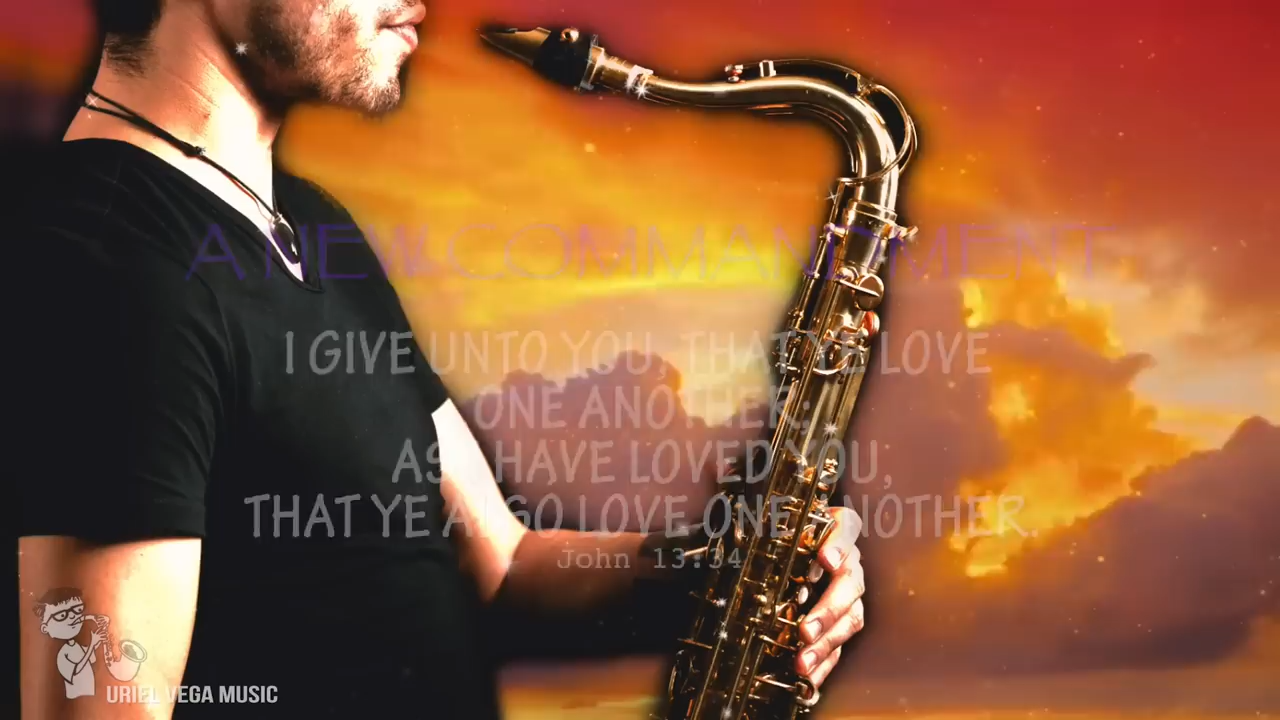 A NEW COMMANDMENT
I GIVE UNTO YOU, THAT YE LOVE
ONE ANOTHER;
AS I HAVE LOVED YOU,
THAT YE ALSO LOVE ONE ANOTHER.
John 13:34
URIEL VEGA MUSIC